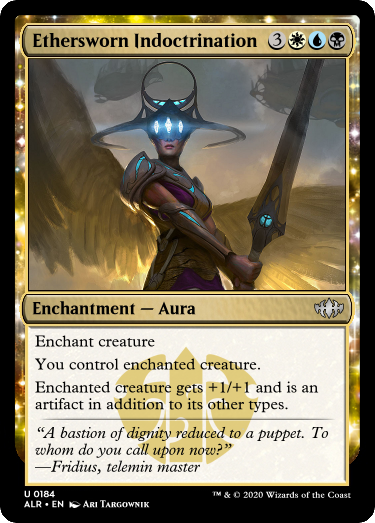 Ethersworn Indoctrination 3
Enchantment — Aura
Enchant creature
You control enchanted creature.
Enchanted creature gets +1/+1 and is an
artifact in addition to its other types.
“A bastion of dignity reduced to a puppet. To
whom do you call upon now?”
—Fridius, telemin master
U 0184
ALR • EN Ari Targownik
™ & © 2020 Wizards of the Coast